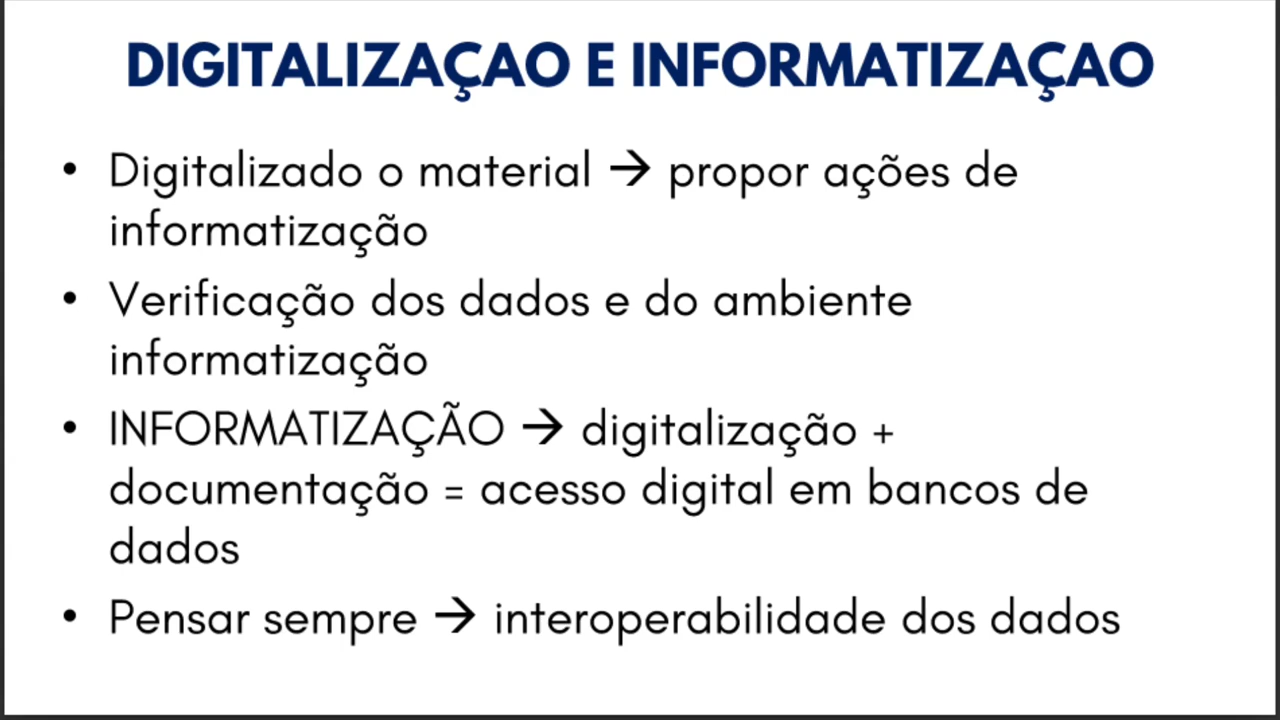 DIGITALIZAÇAO E INFORMATIZAÇAO
• Digitalizado o material → propor ações de
informatização
• Verificação dos dados e do ambiente
informatização
• INFORMATIZAÇÃO → digitalização +
documentação = acesso digital em bancos de
dados
• Pensar sempre → interoperabilidade dos dados